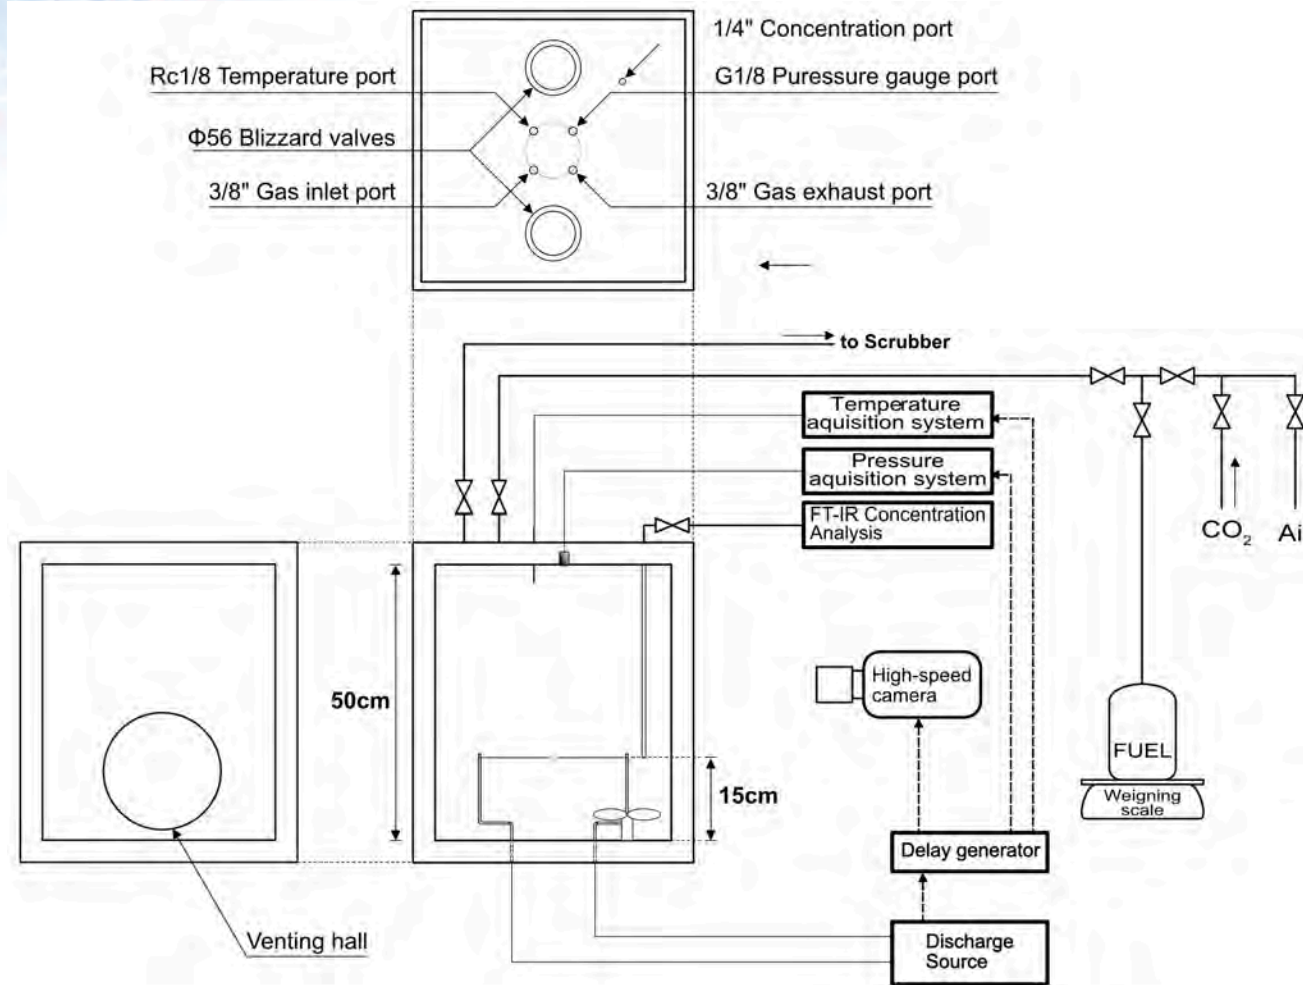 1/4" Concentration port
Rc1/8 Temperature port
G1/8 Puressure gauge port
Φ56 Blizzard valves
3/8" Gas inlet port
3/8" Gas exhaust port
to Scrubber
Temperature
aquisition system
Pressure
aquisition system
FT-IR Concentration
Analysis
CO2
Ai
50cm
High-speed
camera
FUEL
15cm
Weigning
scale
Delay generator
Venting hall
Discharge
Source